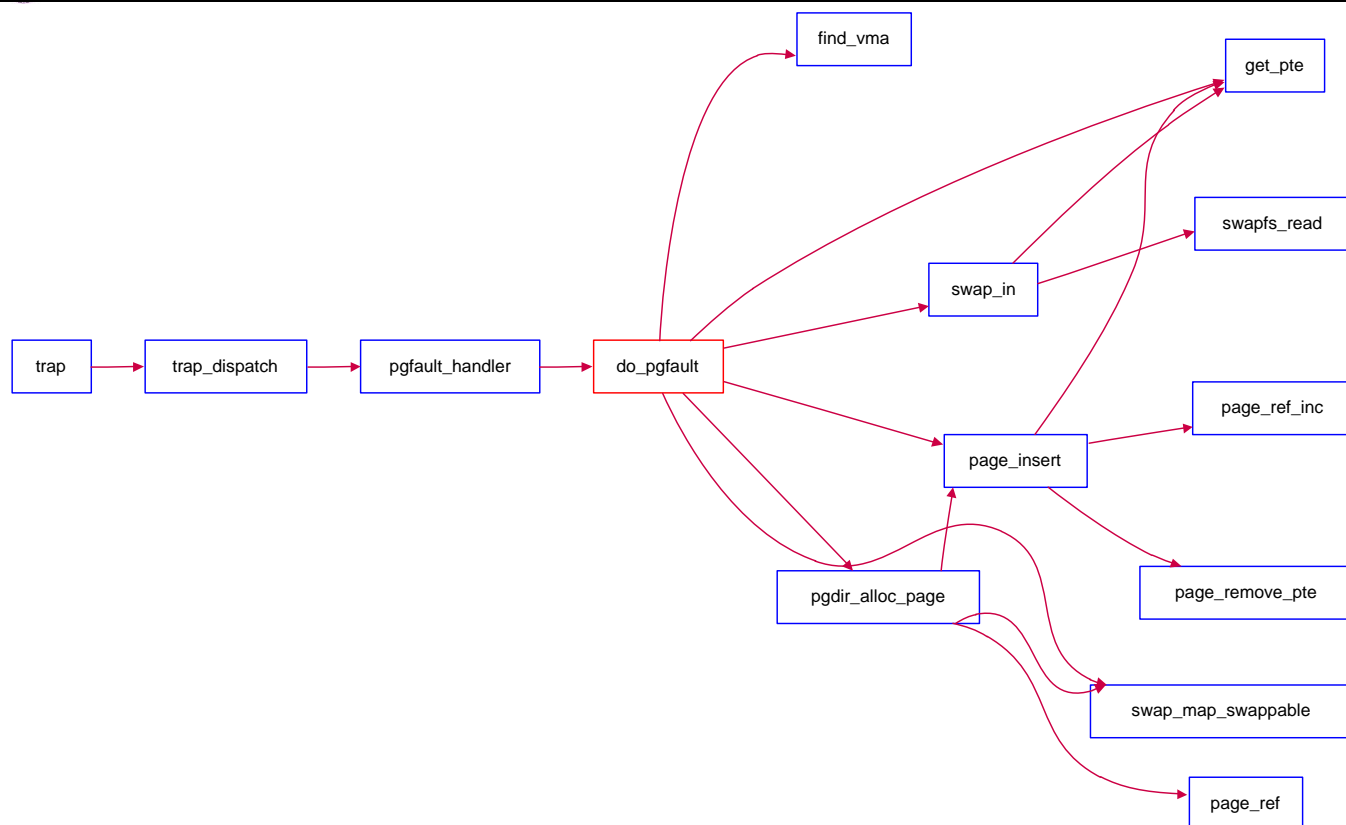 find_vma
get_pte
swapfs_read
swap_in
trap
trap_dispatch
pgfault_handler
do_pgfault
page_ref_inc
page_insert
pgdir_alloc_page
page_remove_pte
swap_map_swappable
page_ref